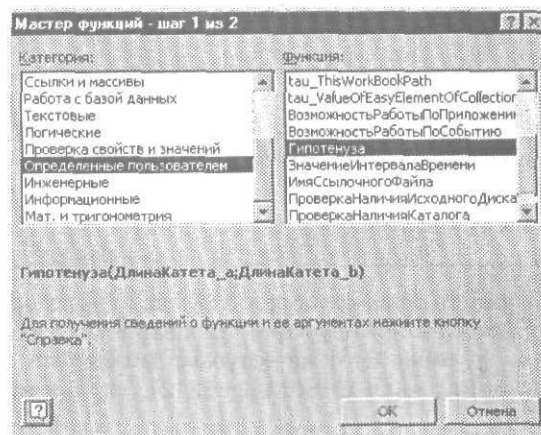 Мастер функций - шаг 1 из 2
Категория:
Функция:
Ссылки и массивы
Работа с базой данных
Текстовые
Логические
Проверка свойств и значений
Определенные пользователем
Инженерные
Информационные
Мат. и тригонометрия
tau_ThisWorkBookPath
tau_ValueOfEasyElementOfCollection
ВозможностьРаботыПоПриложени
ВозможностьРаботыПоСобытию
Гипотенуза
ЗначениеИнтервалаВремени
ИмяСсылочногоФайла
ПроверкаНаличияИсходногоДиска
ПроверкаНаличияКаталога
Гипотенуза(ДлинаКатета_a;ДлинаКатета_b)
Для получения сведений о функции и ее аргументах нажмите кнопку
"Справка".
ОК
Отмена